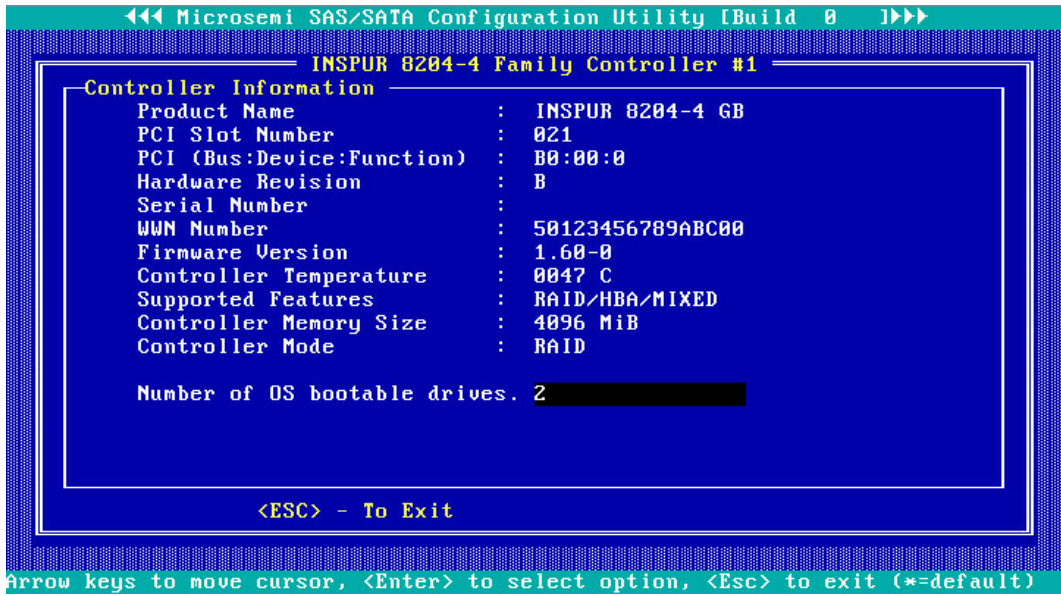 Microsemi SAS/SATA Configuration Utility [Build 0 ]
INSPUR 8204-4 Family Controller #1
Controller Information
Product Name : INSPUR 8204-4 GB
PCI Slot Number : 021
PCI (Bus:Device:Function) : B0:00:0
Hardware Revision : B
Serial Number :
WWN Number : 50123456789ABC00
Firmware Version : 1.60-0
Controller Temperature : 0047 C
Supported Features : RAID/HBA/MIXED
Controller Memory Size : 4096 MiB
Controller Mode : RAID
Number of OS bootable drives. 2
<ESC> - To Exit
Arrow keys to move cursor, <Enter> to select option, <Esc> to exit (*=default)